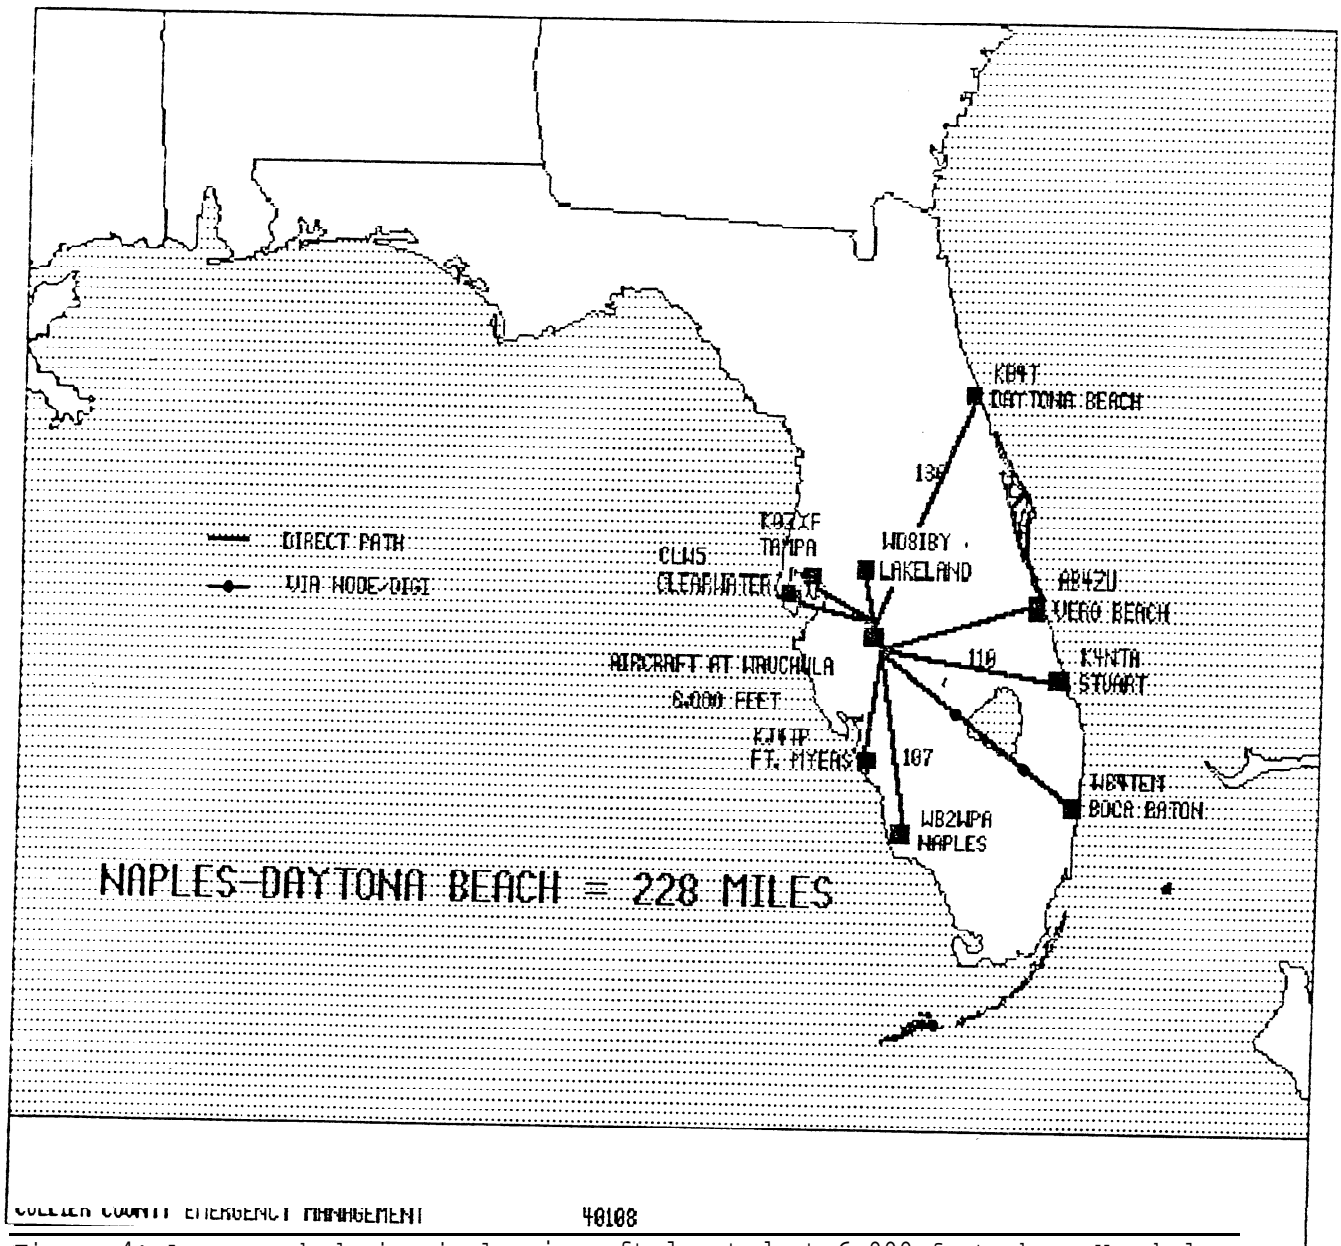 KB4T
DAYTONA BEACH
136
KA7ZXF
TAMPA
WD8IBY
LAKELAND
CLW5
CLEARWATER
DIRECT PATH
VIA NODE/DIGI
AB4ZU
VERO BEACH
110
K4NTA
STUART
AIRCRAFT AT WAUCHULA
6,000 FEET
FT. MYERS
107
WB4TEM
BOCA RATON
WB2WPA
NAPLES
NAPLES-DAYTONA BEACH = 228 MILES
COLLIER COUNTY EMERGENCY MANAGEMENT
40108